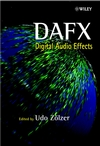 WILEY
DAFX
Digital Audio Effects
Edited by Udo Zölzer